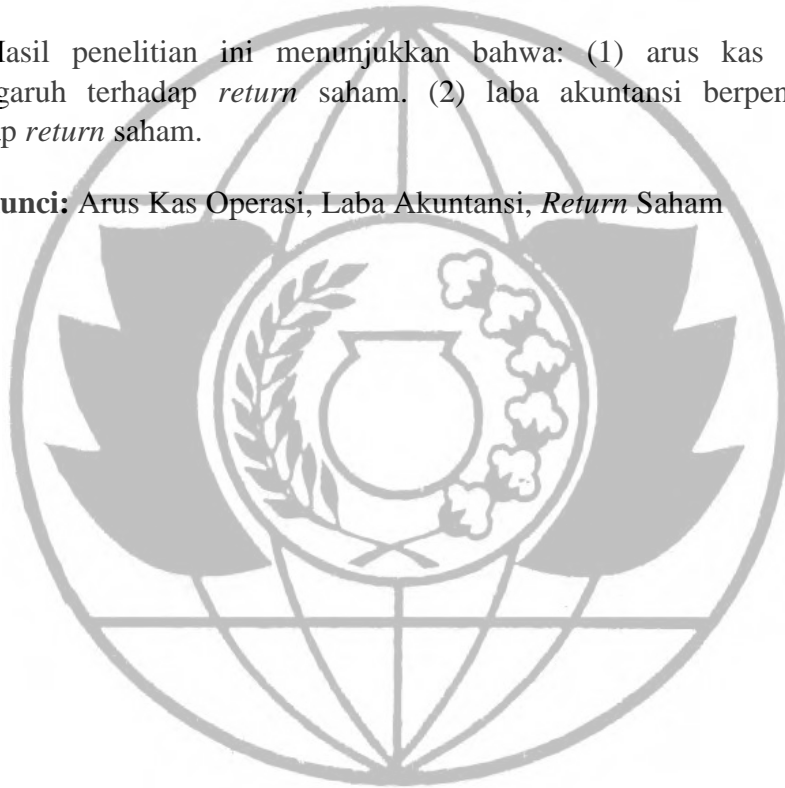 Hasil penelitian ini menunjukkan bahwa: (1) arus kas
garuh terhadap return saham. (2) laba akuntansi berpen
p return saham.
unci: Arus Kas Operasi, Laba Akuntansi, Return Saham